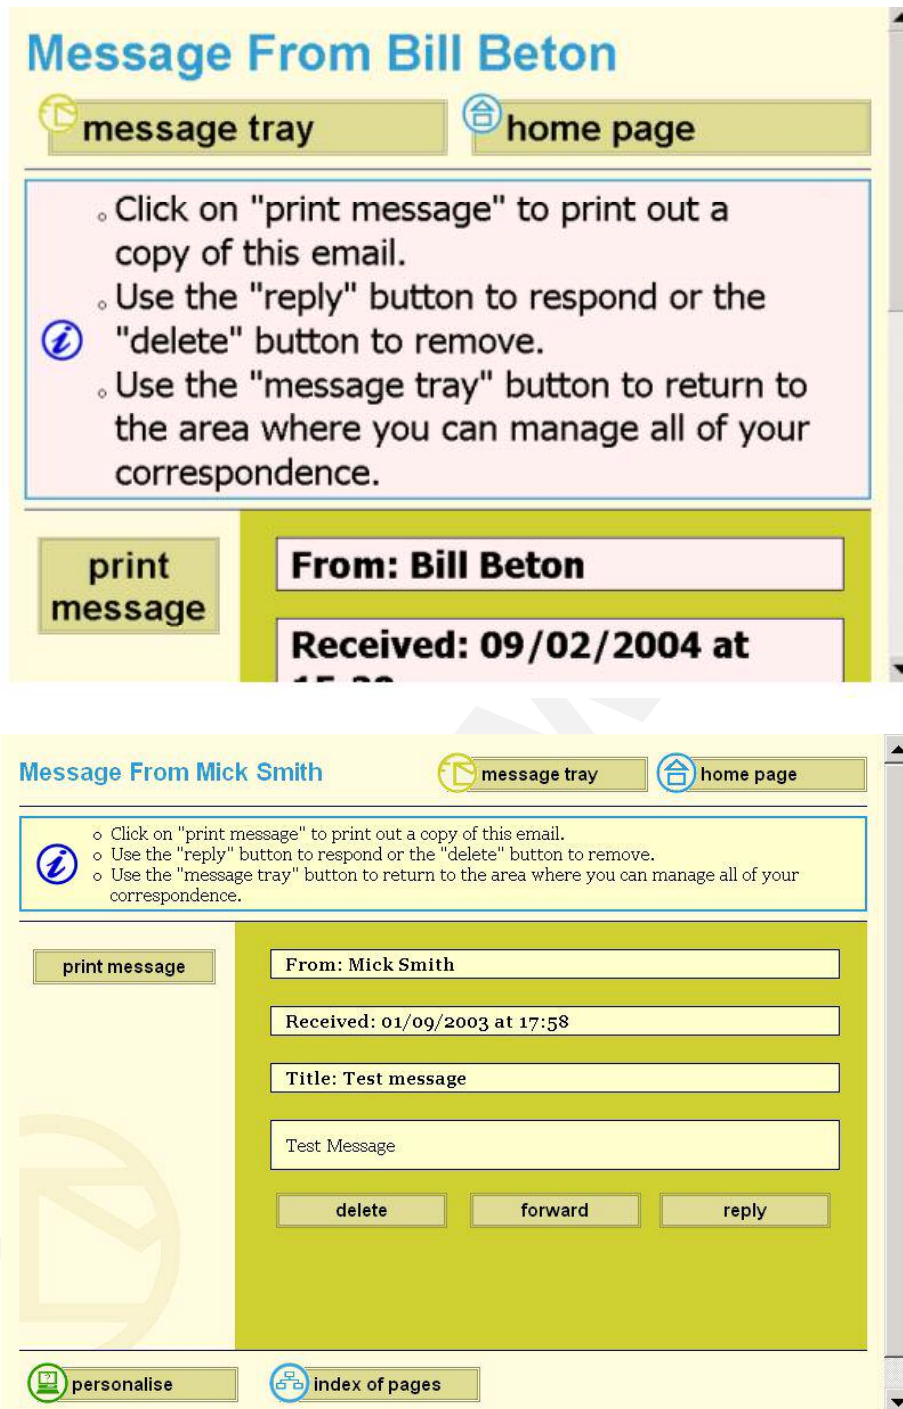 Message From Bill Beton
message tray
home page
Click on "print message" to print out a
copy of this email.
Use the "reply" button to respond or the
"delete" button to remove.
Use the "message tray" button to return to
the area where you can manage all of your
correspondence.
print
message
From: Bill Beton
Received: 09/02/2004 at
Message From Mick Smith
message tray
home page
Click on "print message" to print out a copy of this email.
Use the "reply" button to respond or the "delete" button to remove.
Use the "message tray" button to return to the area where you can manage all of your
correspondence.
print message
From: Mick Smith
Received: 01/09/2003 at 17:58
Title: Test message
Test Message
delete
forward
reply
personalise
index of pages